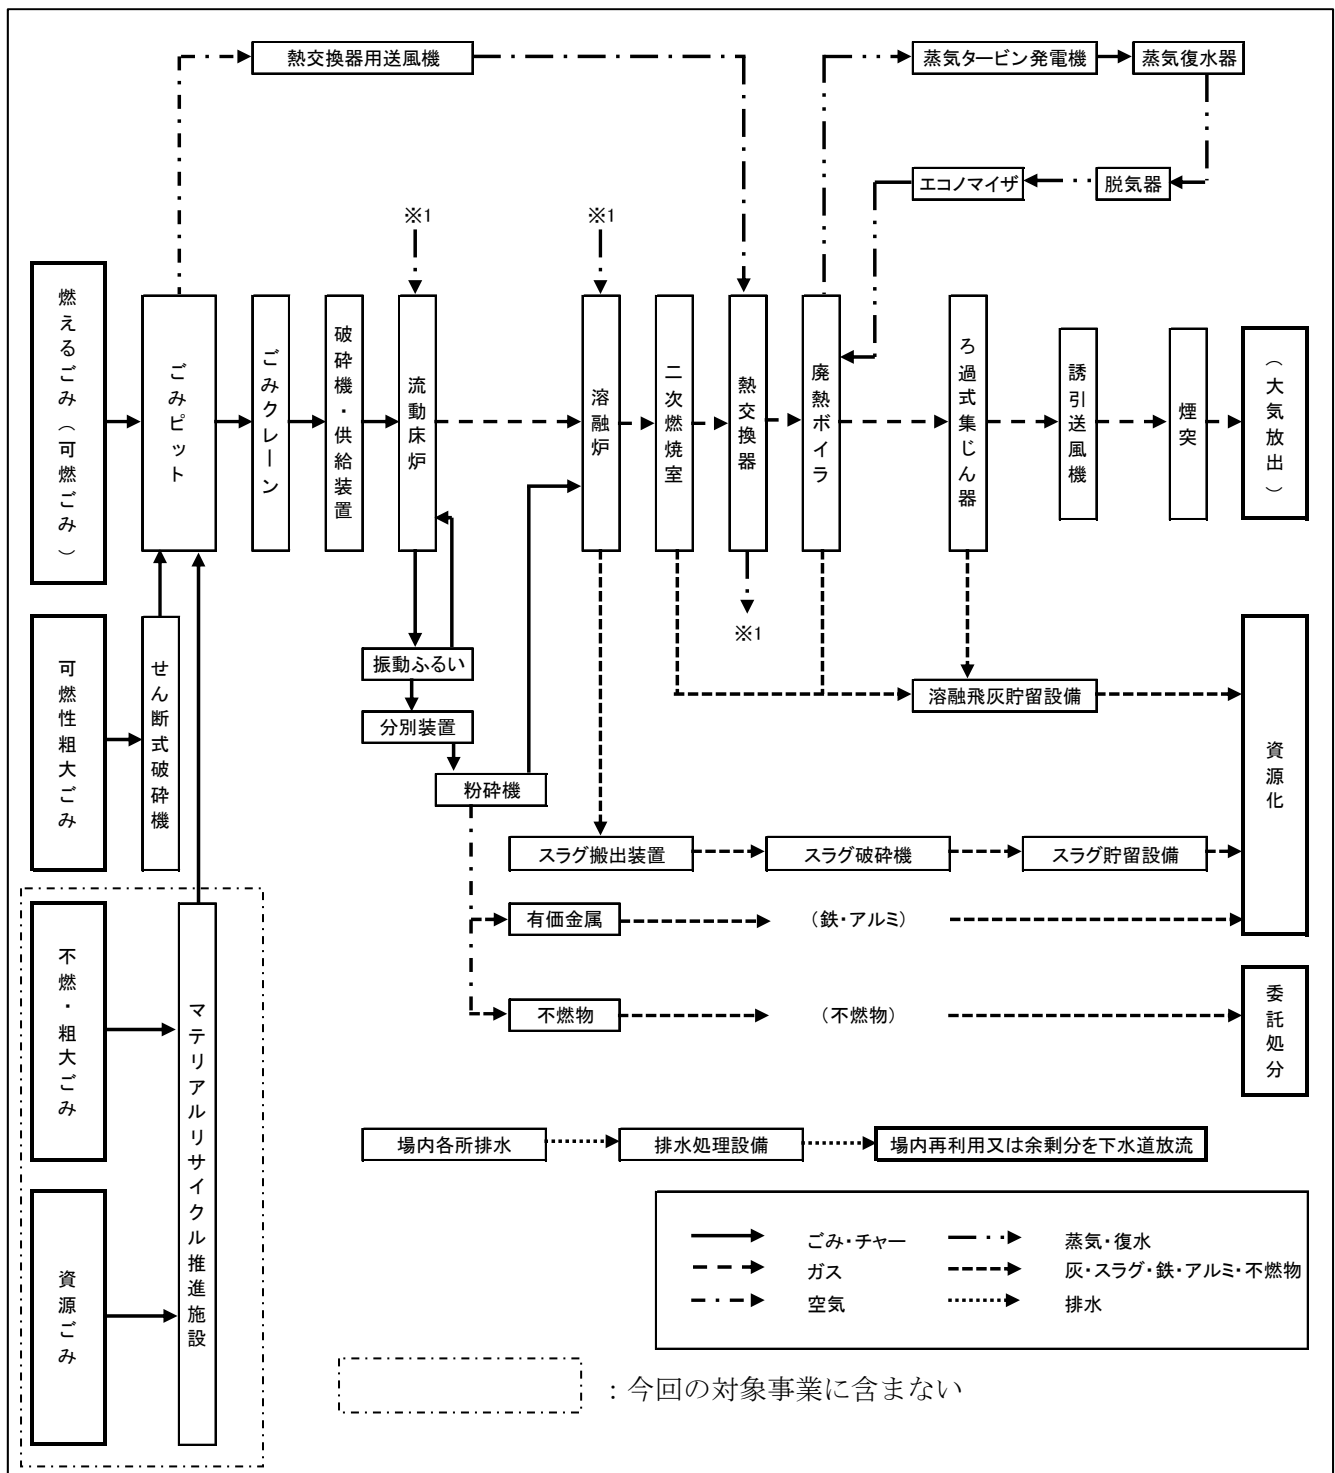 熱交換器用送風機
蒸気タービン発電機
蒸気復水器
エコノマイザ
脱気器
※1
※1
燃えるごみ（可燃ごみ）
ごみピット
ごみクレーン
破砕機・供給装置
流動床炉
溶融炉
二次燃焼室
熱交換器
廃熱ボイラ
ろ過式集じん器
誘引送風機
煙突
（大気放出）
※1
可燃性粗大ごみ
せん断式破砕機
振動ふるい
分別装置
粉砕機
溶融飛灰貯留設備
資源化
スラグ搬出装置
スラグ破砕機
スラグ貯留設備
有価金属
（鉄・アルミ）
不燃・粗大ごみ
マテリアルリサイクル推進施設
不燃物
（不燃物）
委託処分
場内各所排水
排水処理設備
場内再利用又は余剰分を下水道放流
資源ごみ
ごみ・チャー
蒸気・復水
ガス
灰・スラグ・鉄・アルミ・不燃物
空気
排水
：今回の対象事業に含まない